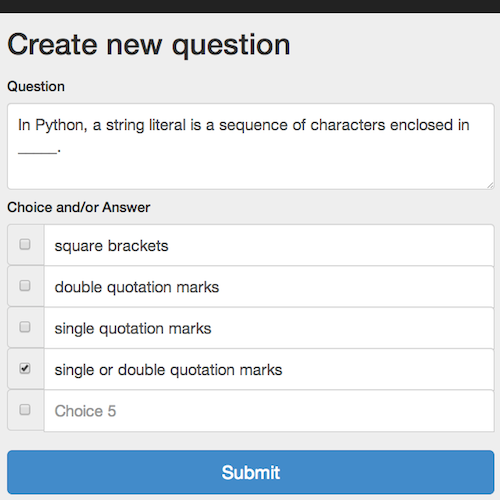 Create new question
Question
In Python, a string literal is a sequence of characters enclosed in
_____.
Choice and/or Answer
square brackets
double quotation marks
single quotation marks
single or double quotation marks
Choice 5
Submit